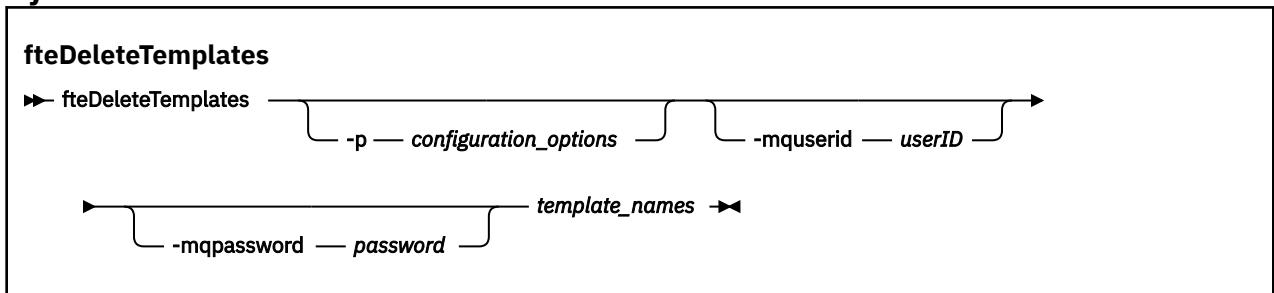 fteDeleteTemplates
fteDeleteTemplates
-p configuration_options -mquserid userID
template_names
-mqpassword password